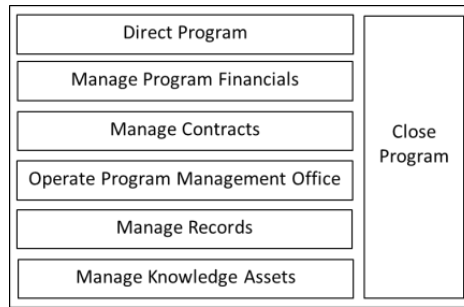 Direct Program
Manage Program Financials
Manage Contracts
Operate Program Management Office
Manage Records
Manage Knowledge Assets
Close
Program